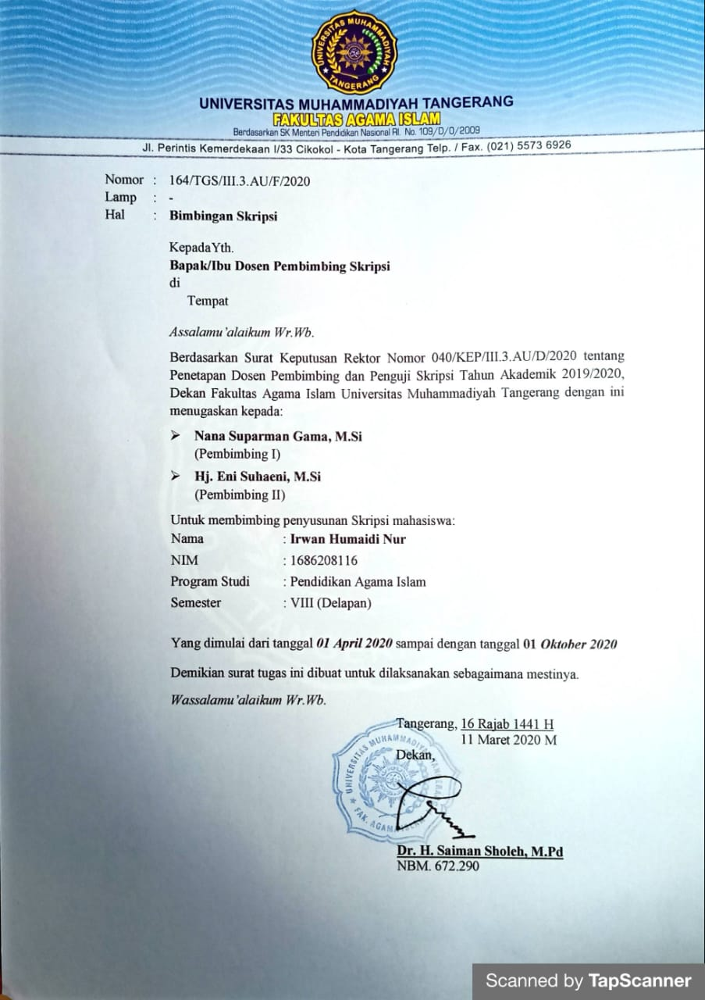 UNIVERSITAS MUHAMMADIYAH
TANGERANG
UNIVERSITAS MUHAMMADIYAH TANGERANG
FAKULTAS AGAMA ISLAM
Berdasarkan SK Menteri Pendidikan Nasional RI. No. 109/D/O/2009
Jl. Perintis Kemerdekaan I/33 Cikokol - Kota Tangerang Telp. / Fax. (021) 5573 6926
Nomor : 164/TGS/III.3.AU/F/2020
Lamp : -
Hal : Bimbingan Skripsi
Kepada Yth.
Bapak/Ibu Dosen Pembimbing Skripsi
di
Tempat
Assalamu'alaikum Wr.Wb.
Berdasarkan Surat Keputusan Rektor Nomor 040/KEP/III.3.AU/D/2020 tentang
Penetapan Dosen Pembimbing dan Penguji Skripsi Tahun Akademik 2019/2020,
Dekan Fakultas Agama Islam Universitas Muhammadiyah Tangerang dengan ini
menugaskan kepada:
➢ Nana Suparman Gama, M.Si
(Pembimbing I)
➢ Hj. Eni Suhaeni, M.Si
(Pembimbing II)
Untuk membimbing penyusunan Skripsi mahasiswa:
Nama : Irwan Humaidi Nur
NIM : 1686208116
Program Studi : Pendidikan Agama Islam
Semester : VIII (Delapan)
Yang dimulai dari tanggal 01 April 2020 sampai dengan tanggal 01 Oktober 2020
Demikian surat tugas ini dibuat untuk dilaksanakan sebagaimana mestinya.
Wassalamu'alaikum Wr.Wb.
Tangerang, 16 Rajab 1441 H
11 Maret 2020 M
Dekan,
UNIVERSITAS MUHAMMADIYAH
FAK. AGAMA
Dr. H. Saiman Sholeh, M.Pd
NBM. 672.290
Scanned by TapScanner